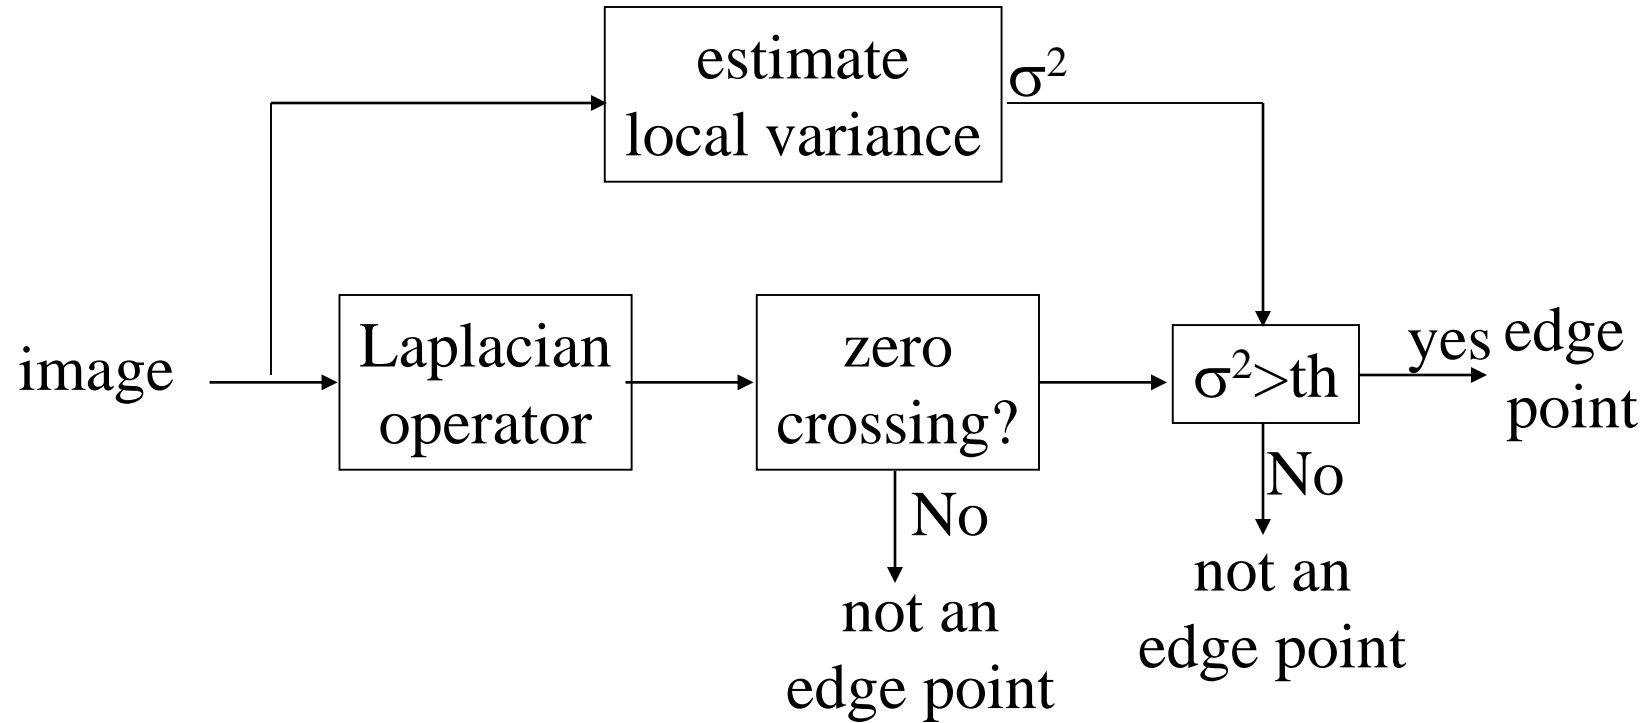 estimate
local variance
σ²
image
Laplacian
operator
zero
crossing?
σ²>th
yes
edge
point
No
not an
edge point
No
not an
edge point